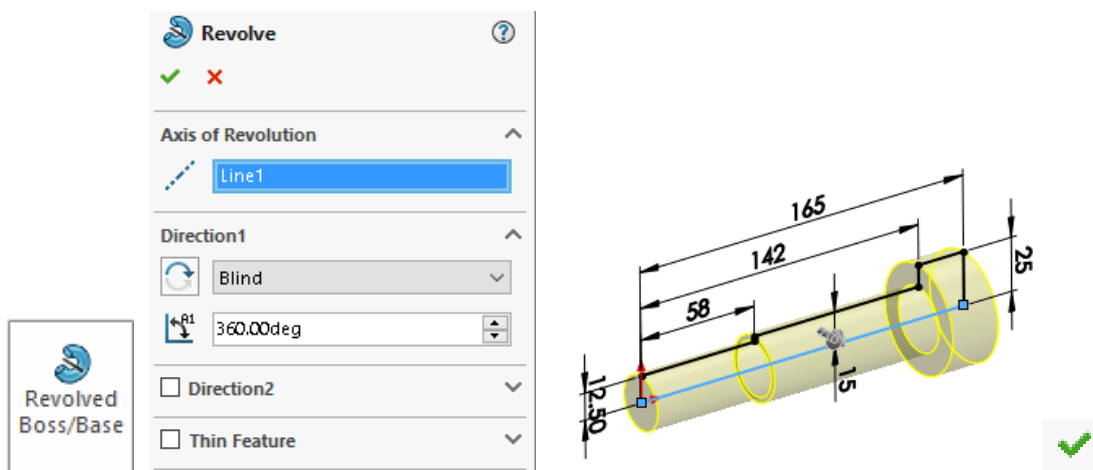 Revolved
Boss/Base
Revolve
?
Axis of Revolution
Line1
Direction1
Blind
A1
360.00deg
Direction2
Thin Feature
165
142
58
25
15
12.50